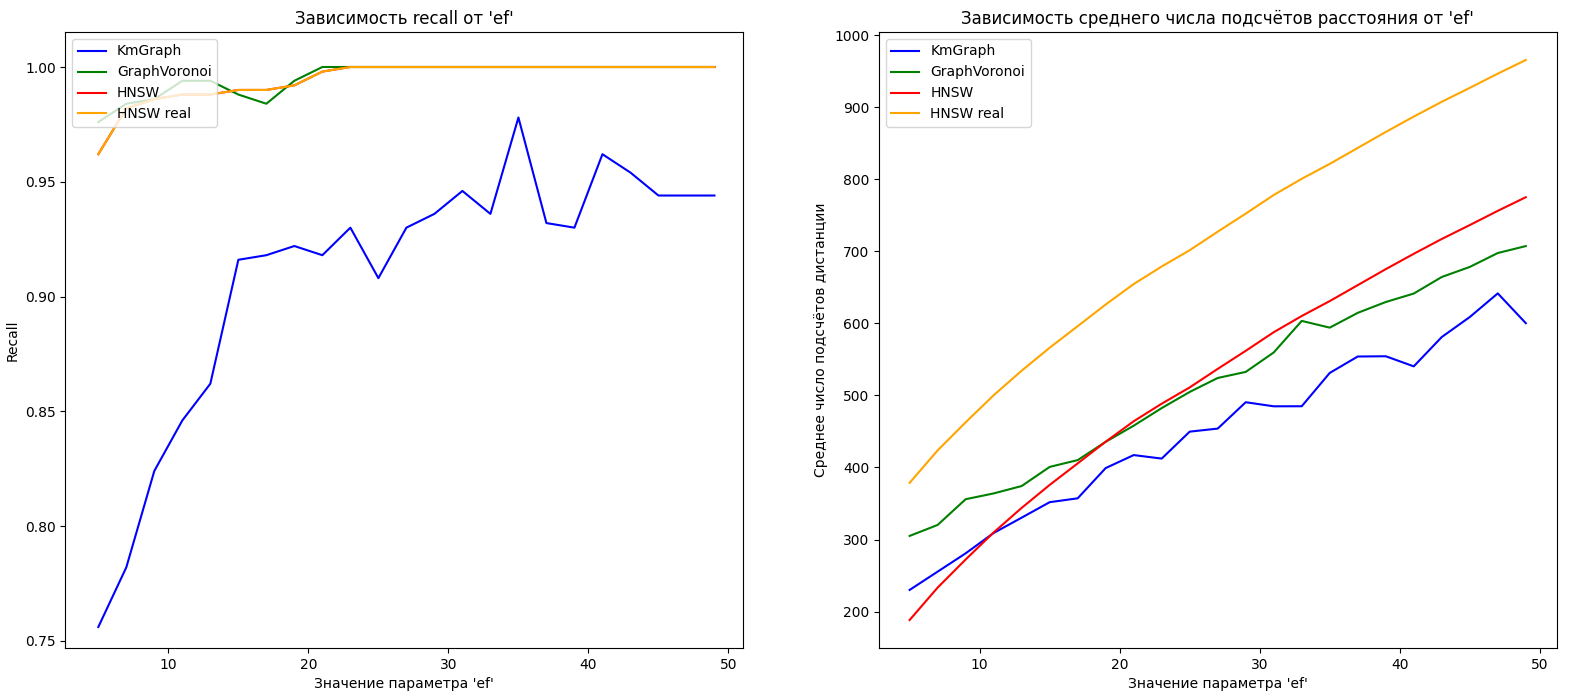 Зависимость recall от 'ef'
KmGraph
GraphVoronoi
HNSW
HNSW real
1.00
0.95
0.90
0.85
0.80
0.75
Recall
10
20
30
40
50
Значение параметра 'ef'
Зависимость среднего числа подсчётов расстояния от 'ef'
KmGraph
GraphVoronoi
HNSW
HNSW real
1000
900
800
700
600
500
400
300
200
Среднее число подсчётов дистанции
10
20
30
40
50
Значение параметра 'ef'